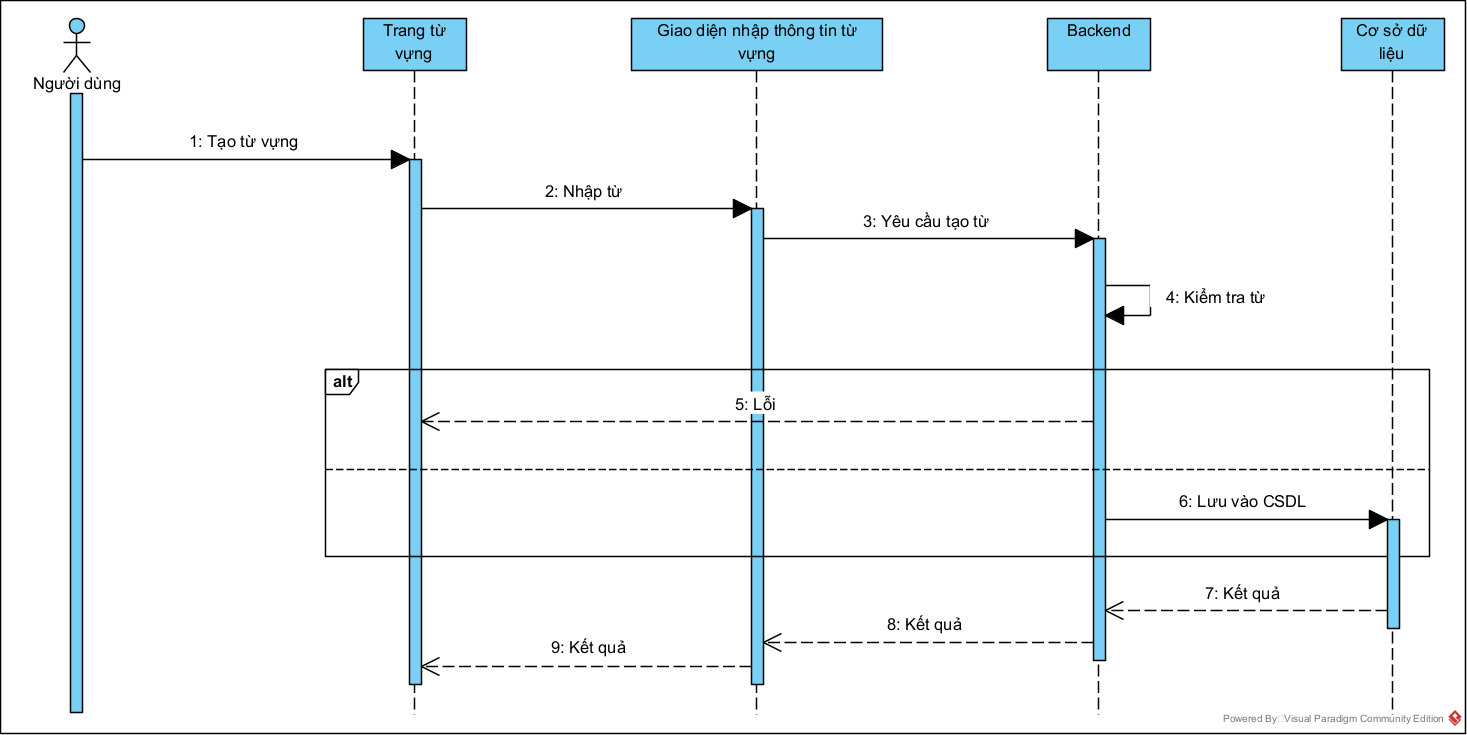 Người dùng
Trang từ
vựng
Giao diện nhập thông tin từ
vựng
Backend
Cơ sở dữ
liệu
1: Tạo từ vựng
2: Nhập từ
3: Yêu cầu tạo từ
4: Kiểm tra từ
alt
5: Lỗi
6: Lưu vào CSDL
7: Kết quả
8: Kết quả
9: Kết quả
Powered By Visual Paradigm Community Edition